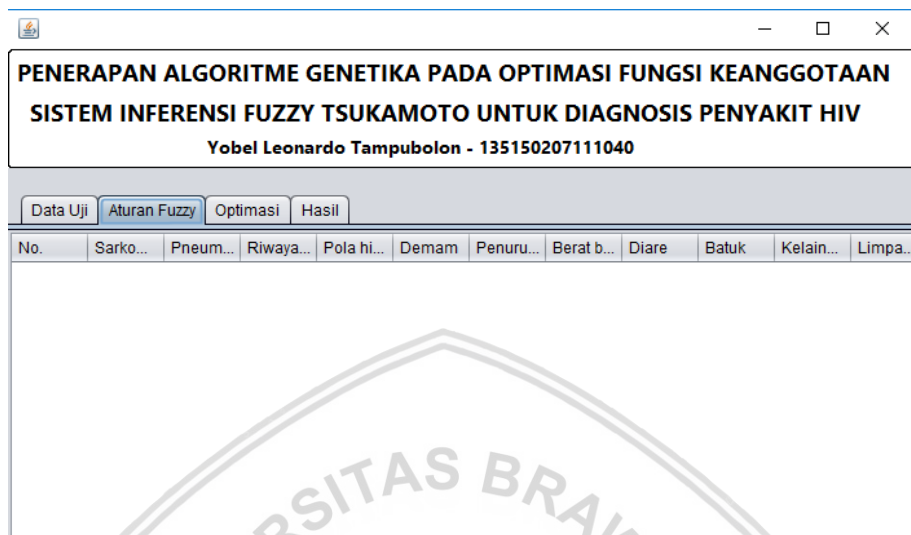 PENERAPAN ALGORITME GENETIKA PADA OPTIMASI FUNGSI KEANGGOTAAN
SISTEM INFERENSI FUZZY TSUKAMOTO UNTUK DIAGNOSIS PENYAKIT HIV
Yobel Leonardo Tampubolon - 135150207111040
Data Uji Aturan Fuzzy Optimasi Hasil
No. Sarko... Pneum... Riwaya... Pola hi... Demam Penuru... Berat b... Diare Batuk Kelain... Limpa...
RSITAS BRAW